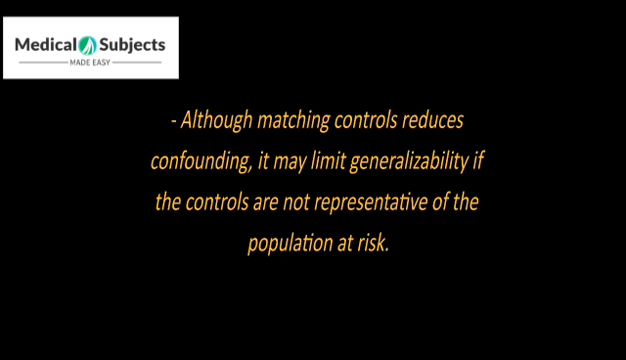 Medical Subjects
MADE EASY
- Although matching controls reduces
confounding, it may limit generalizability if
the controls are not representative of the
population at risk.